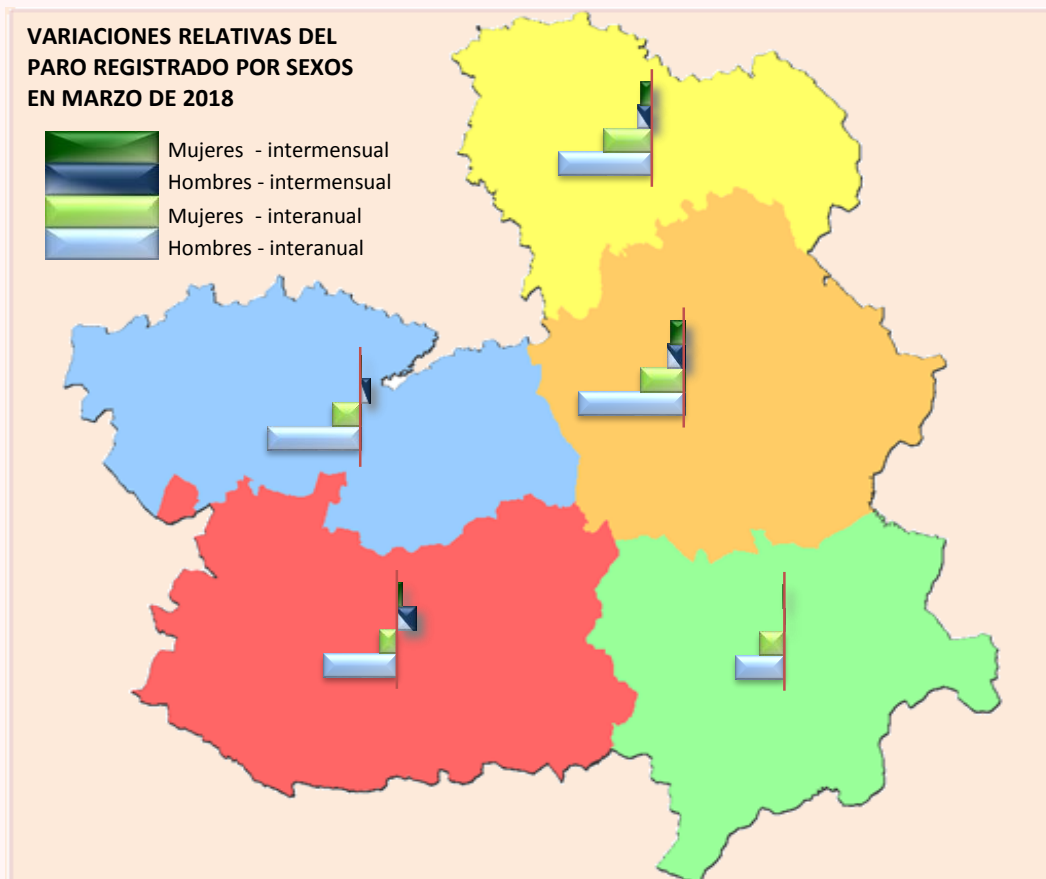 VARIACIONES RELATIVAS DEL
PARO REGISTRADO POR SEXOS
EN MARZO DE 2018
Mujeres - intermensual
Hombres - intermensual
Mujeres - interanual
Hombres - interanual